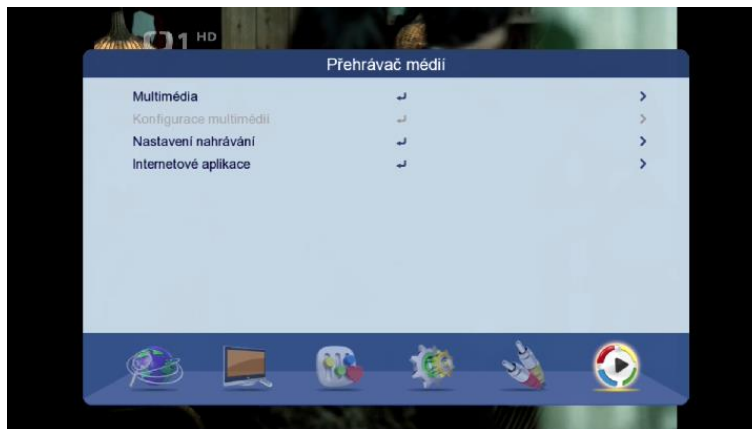 1 HD
Přehrávač médií
Multimédia
Konfigurace multimédií
Nastavení nahrávání
Internetové aplikace